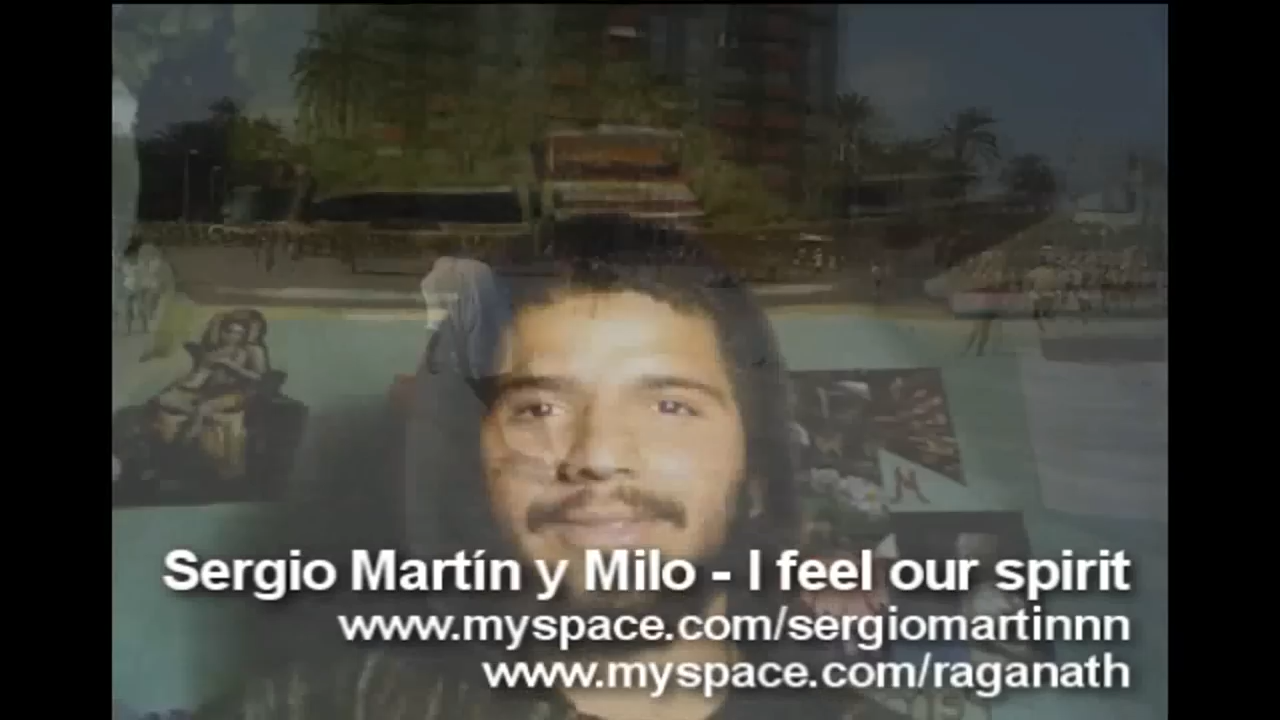 Sergio Martín y Milo - I feel our spirit
www.myspace.com/sergiomartinnn
www.myspace.com/raganath
M